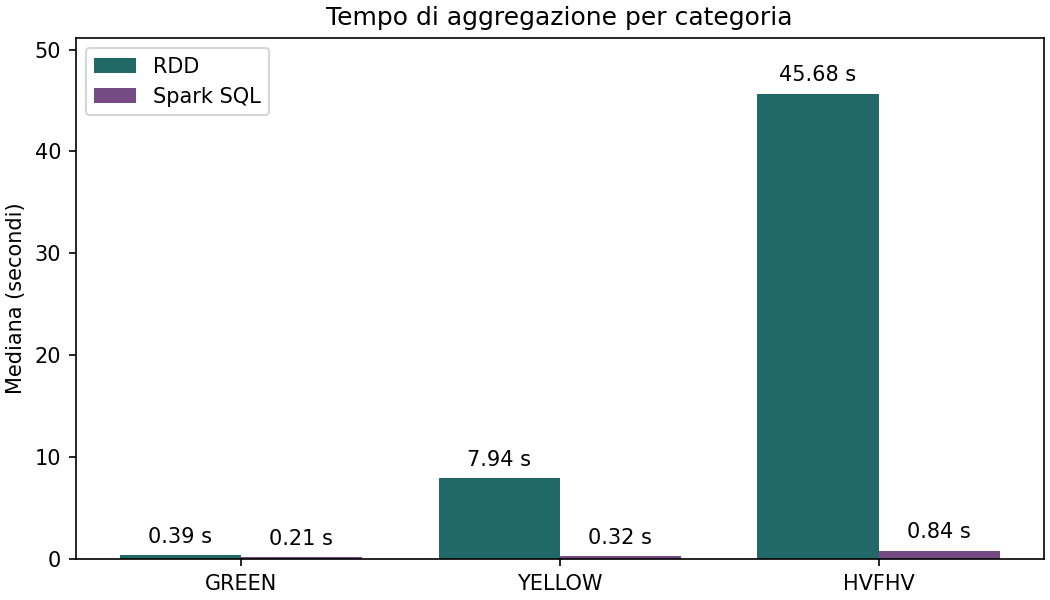 Tempo di aggregazione per categoria
RDD
Spark SQL
Mediana (secondi)
50
40
30
20
10
0
0.39 s
0.21 s
7.94 s
0.32 s
45.68 s
0.84 s
GREEN
YELLOW
HVFHV